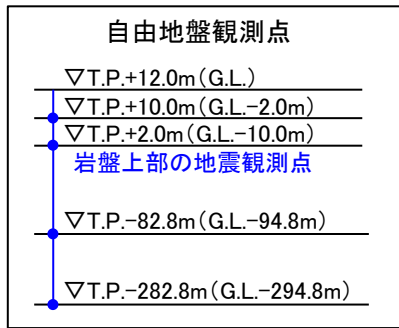 自由地盤観測点
▽T.P.+12.0m(G.L.)
▽T.P.+10.0m(G.L.-2.0m)
▽T.P.+2.0m(G.L.-10.0m)
岩盤上部の地震観測点
▽T.P.-82.8m(G.L.-94.8m)
▽T.P.-282.8m(G.L.-294.8m)